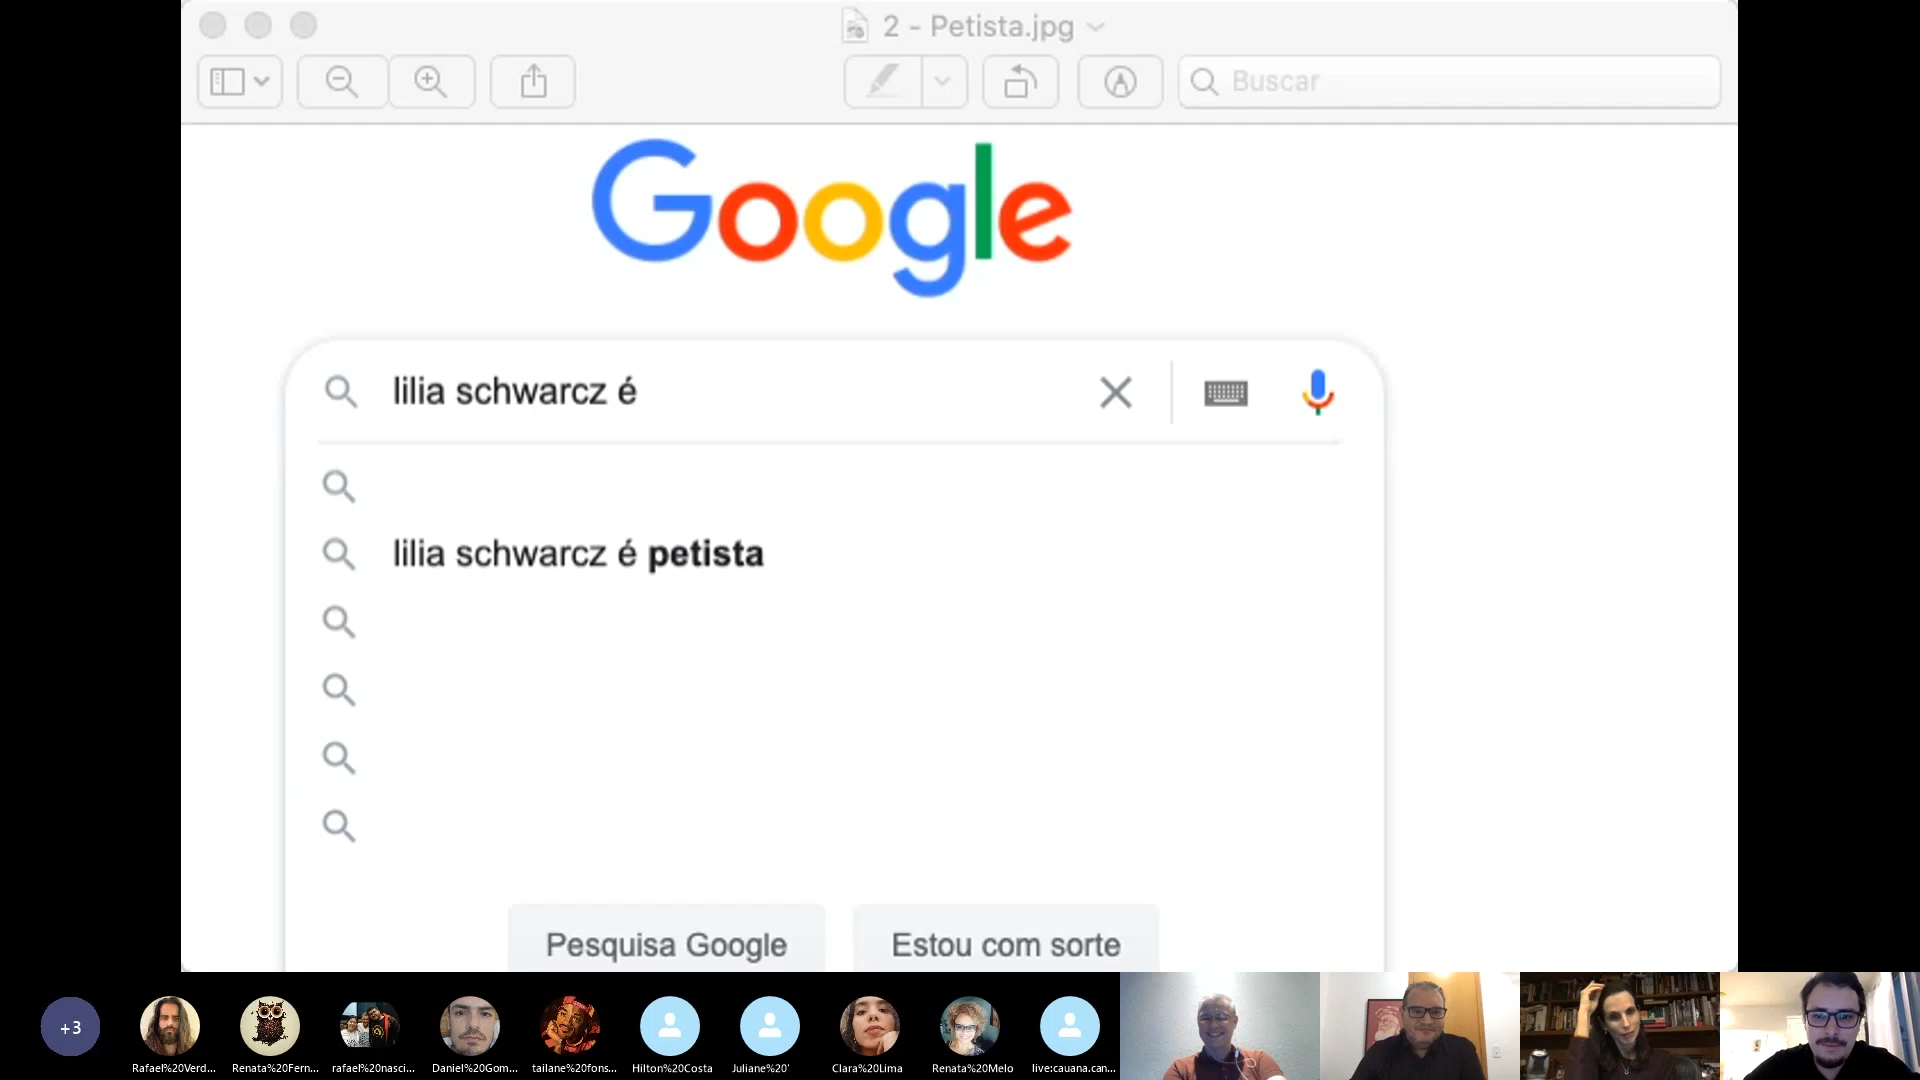 2 - Petista.jpg
Buscar
Google
lilia schwarcz é
lilia schwarcz é petista
Pesquisa Google
Estou com sorte
+3
Rafael%20Verd...
Renata%20Fern...
rafael%20nasci...
Daniel%20Gom...
tailane%20fons...
Hilton%20Costa
Juliane%20'
Clara%20Lima
Renata%20Melo
live:cauana.can...